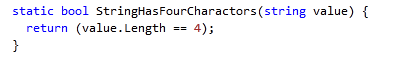 static bool StringHasFourCharactors(string value) {
  return (value.Length == 4);
}